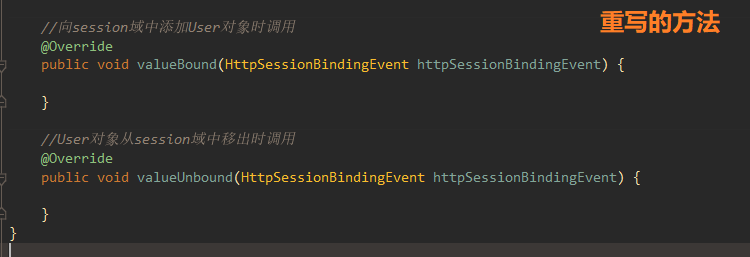 重写的方法
//向session域中添加User对象时调用
@Override
public void valueBound(HttpSessionBindingEvent httpSessionBindingEvent) {
}
//User对象从session域中移出时调用
@Override
public void valueUnbound(HttpSessionBindingEvent httpSessionBindingEvent) {
}
}